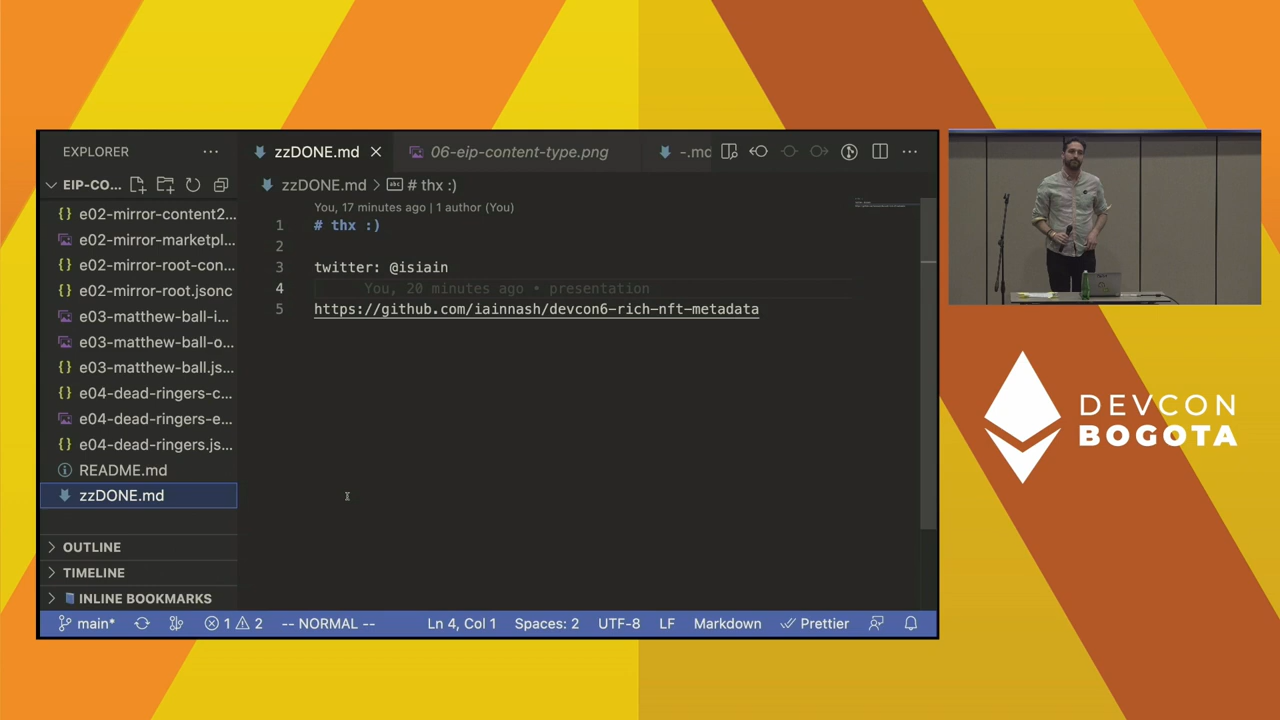 EXPLORER
EIP-CO...
e02-mirror-content2...
e02-mirror-marketpl...
e02-mirror-root-con...
e02-mirror-root.jsonc
e03-matthew-ball-i...
e03-matthew-ball-o...
e03-matthew-ball.js...
e04-dead-ringers-c...
e04-dead-ringers-e...
e04-dead-ringers.js...
README.md
zzDONE.md
OUTLINE
TIMELINE
INLINE BOOKMARKS
zzDONE.md
06-eip-content-type.png
-.md
zzDONE.md > # thx :)
You, 17 minutes ago | 1 author (You)
1 # thx :)
2
3 twitter: @isiain
4 You, 20 minutes ago • presentation
5 https://github.com/iainnash/devcon6-rich-nft-metadata
main* 1 2 -- NORMAL -- Ln 4, Col 1 Spaces: 2 UTF-8 LF Markdown Prettier
DEVCON
BOGOTA